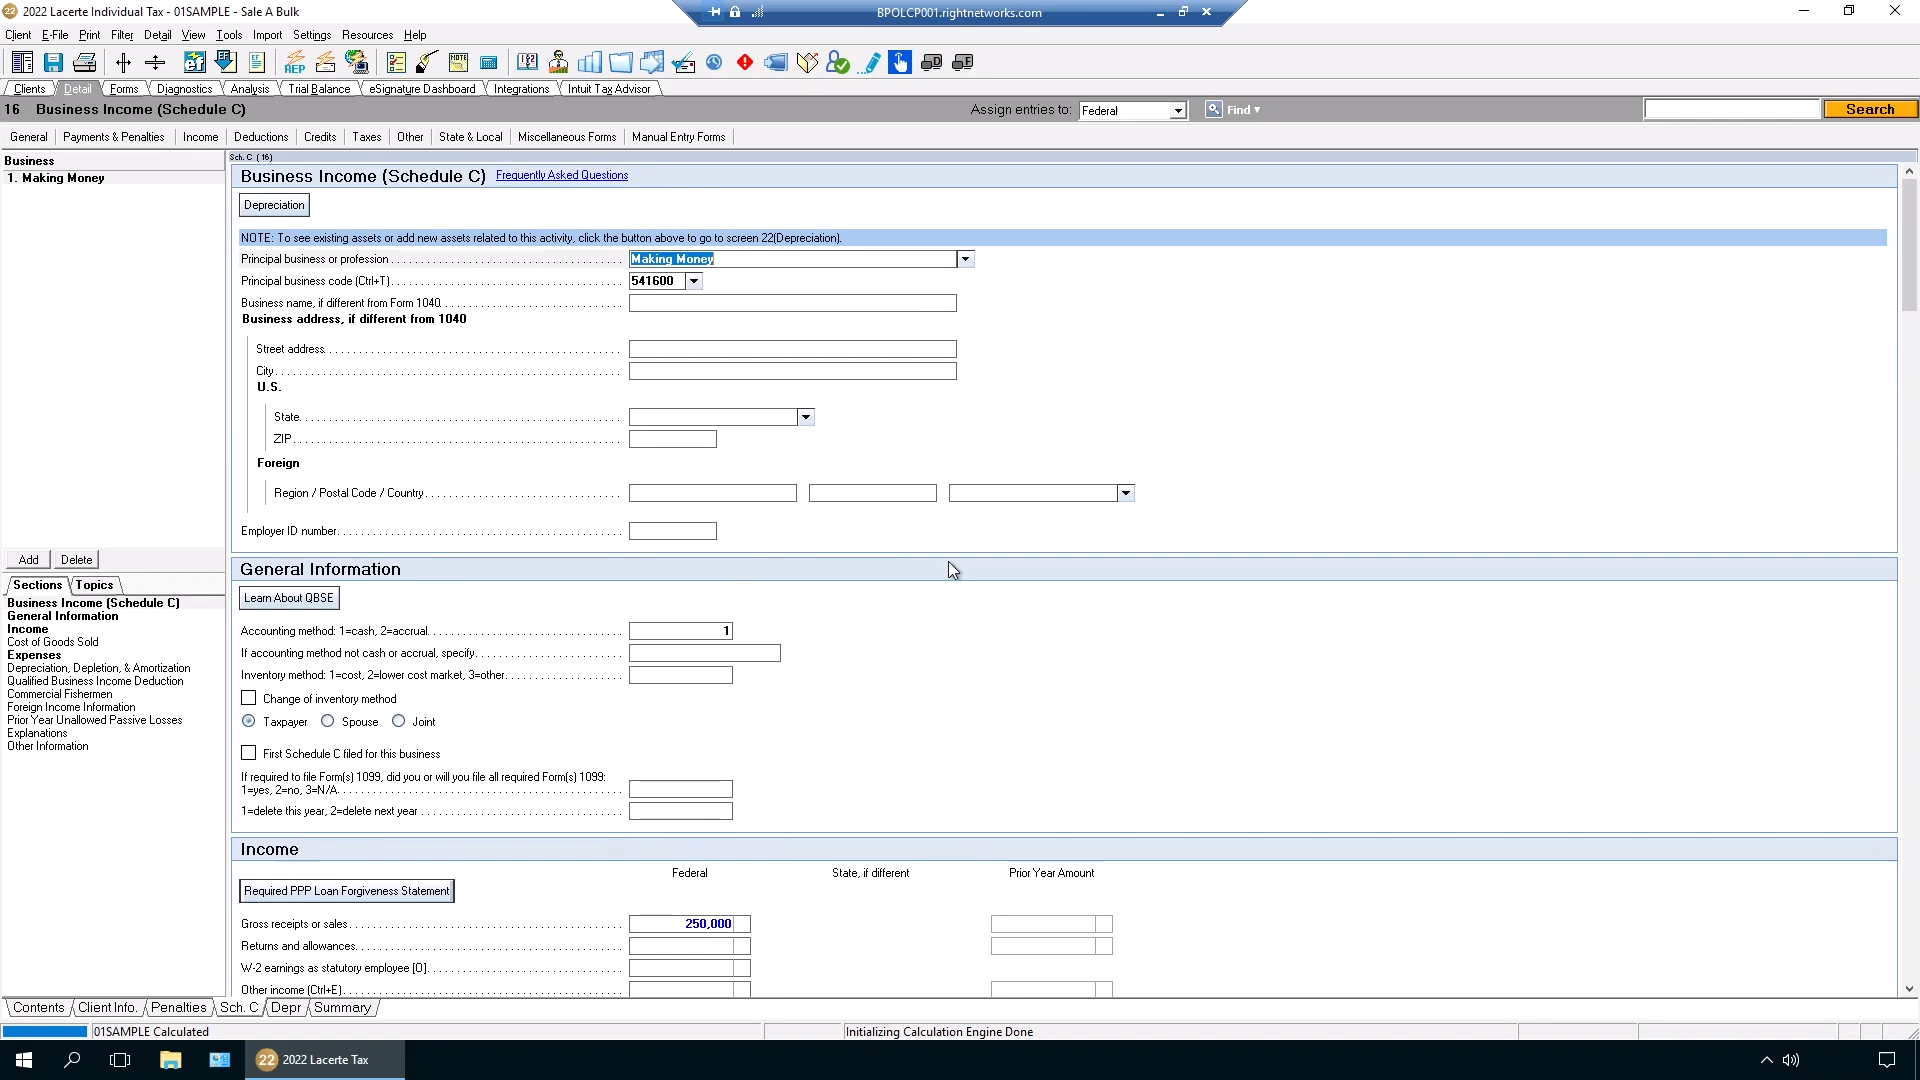 2022 Lacerte Individual Tax - 01SAMPLE - Sale A Bulk
BPOLCP001.rightnetworks.com
Client E-File Print Filter Detail View Tools Import Settings Resources Help
Clients Detail Forms Diagnostics Analysis Trial Balance eSignature Dashboard Integrations Intuit Tax Advisor
16 Business Income (Schedule C)
Assign entries to: Federal
Find
Search
General Payments & Penalties Income Deductions Credits Taxes Other State & Local Miscellaneous Forms Manual Entry Forms
Business
1. Making Money
Add Delete
Sections Topics
Business Income (Schedule C)
General Information
Income
Cost of Goods Sold
Expenses
Depreciation, Depletion, & Amortization
Qualified Business Income Deduction
Commercial Fishermen
Foreign Income Information
Prior Year Unallowed Passive Losses
Explanations
Other Information
Sch. C (16)
Business Income (Schedule C) Frequently Asked Questions
Depreciation
NOTE: To see existing assets or add new assets related to this activity, click the button above to go to screen 22(Depreciation).
Principal business or profession Making Money
Principal business code (Ctrl+T) 541600
Business name, if different from Form 1040
Business address, if different from 1040
Street address
City
U.S.
State
ZIP
Foreign
Region / Postal Code / Country
Employer ID number
General Information
Learn About QBSE
Accounting method: 1=cash, 2=accrual 1
If accounting method not cash or accrual, specify
Inventory method: 1=cost, 2=lower cost market, 3=other
Change of inventory method
Taxpayer Spouse Joint
First Schedule C filed for this business
If required to file Form(s) 1099, did you or will you file all required Form(s) 1099:
1=yes, 2=no, 3=N/A
1=delete this year, 2=delete next year
Income
Federal State, if different Prior Year Amount
Required PPP Loan Forgiveness Statement
Gross receipts or sales 250,000
Returns and allowances
W-2 earnings as statutory employee [O]
Other income (Ctrl+E)
Contents Client Info. Penalties Sch. C Depr Summary
01SAMPLE Calculated
Initializing Calculation Engine Done
22 2022 Lacerte Tax